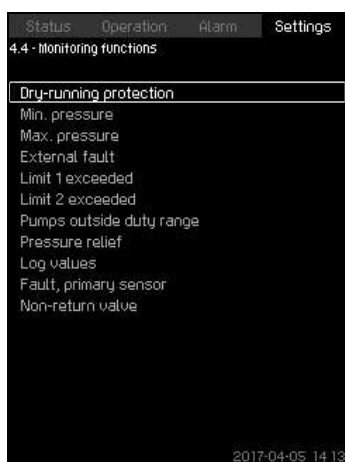 Status Operation Alarm Settings
4.4 - Monitoring functions
Dry-running protection
Min. pressure
Max. pressure
External fault
Limit 1 exceeded
Limit 2 exceeded
Pumps outside duty range
Pressure relief
Log values
Fault, primary sensor
Non-return valve
2017-04-05 14:13